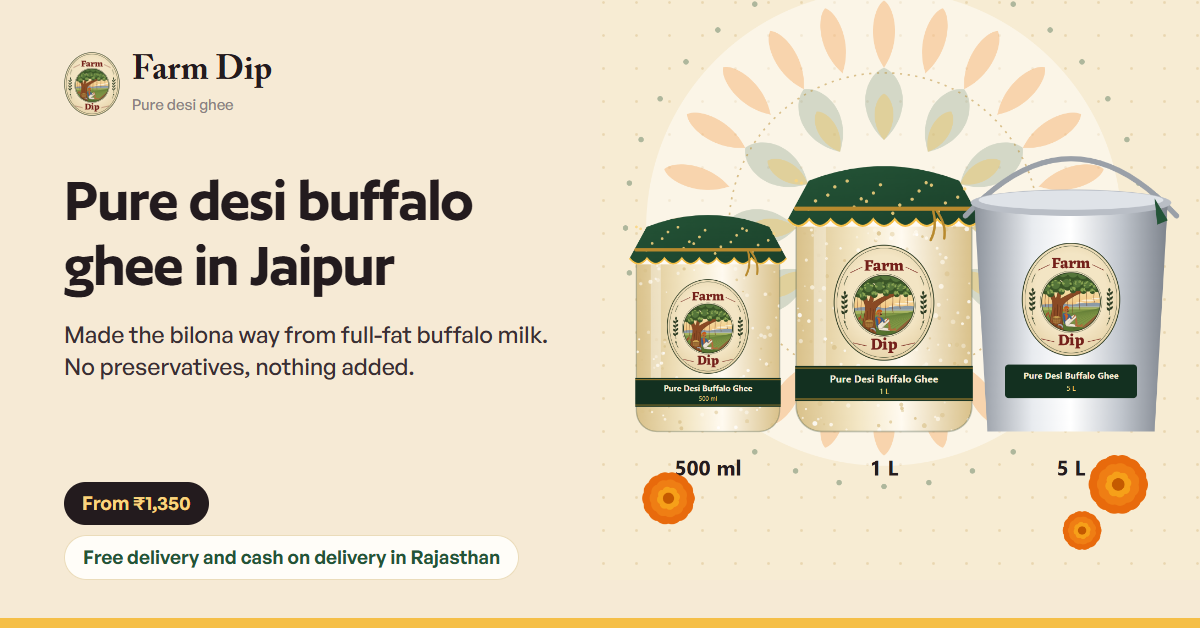 Farm
Dip
Farm Dip
Pure desi ghee
Pure desi buffalo
ghee in Jaipur
Made the bilona way from full-fat buffalo milk.
No preservatives, nothing added.
From ₹1,350
Free delivery and cash on delivery in Rajasthan
Farm
Dip
Pure Desi Buffalo Ghee
500 ml
Farm
Dip
Pure Desi Buffalo Ghee
1 L
Farm
Dip
Pure Desi Buffalo Ghee
5 L
500 ml
1 L
5 L